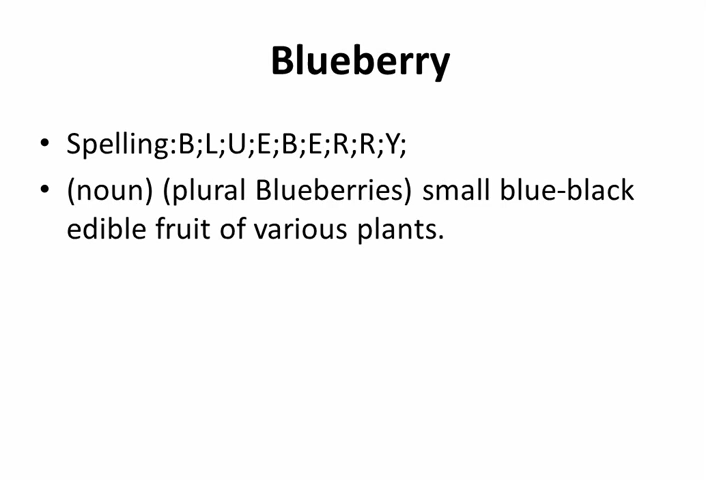 Blueberry
• Spelling:B;L;U;E;B;E;R;R;Y;
• (noun) (plural Blueberries) small blue-black
edible fruit of various plants.